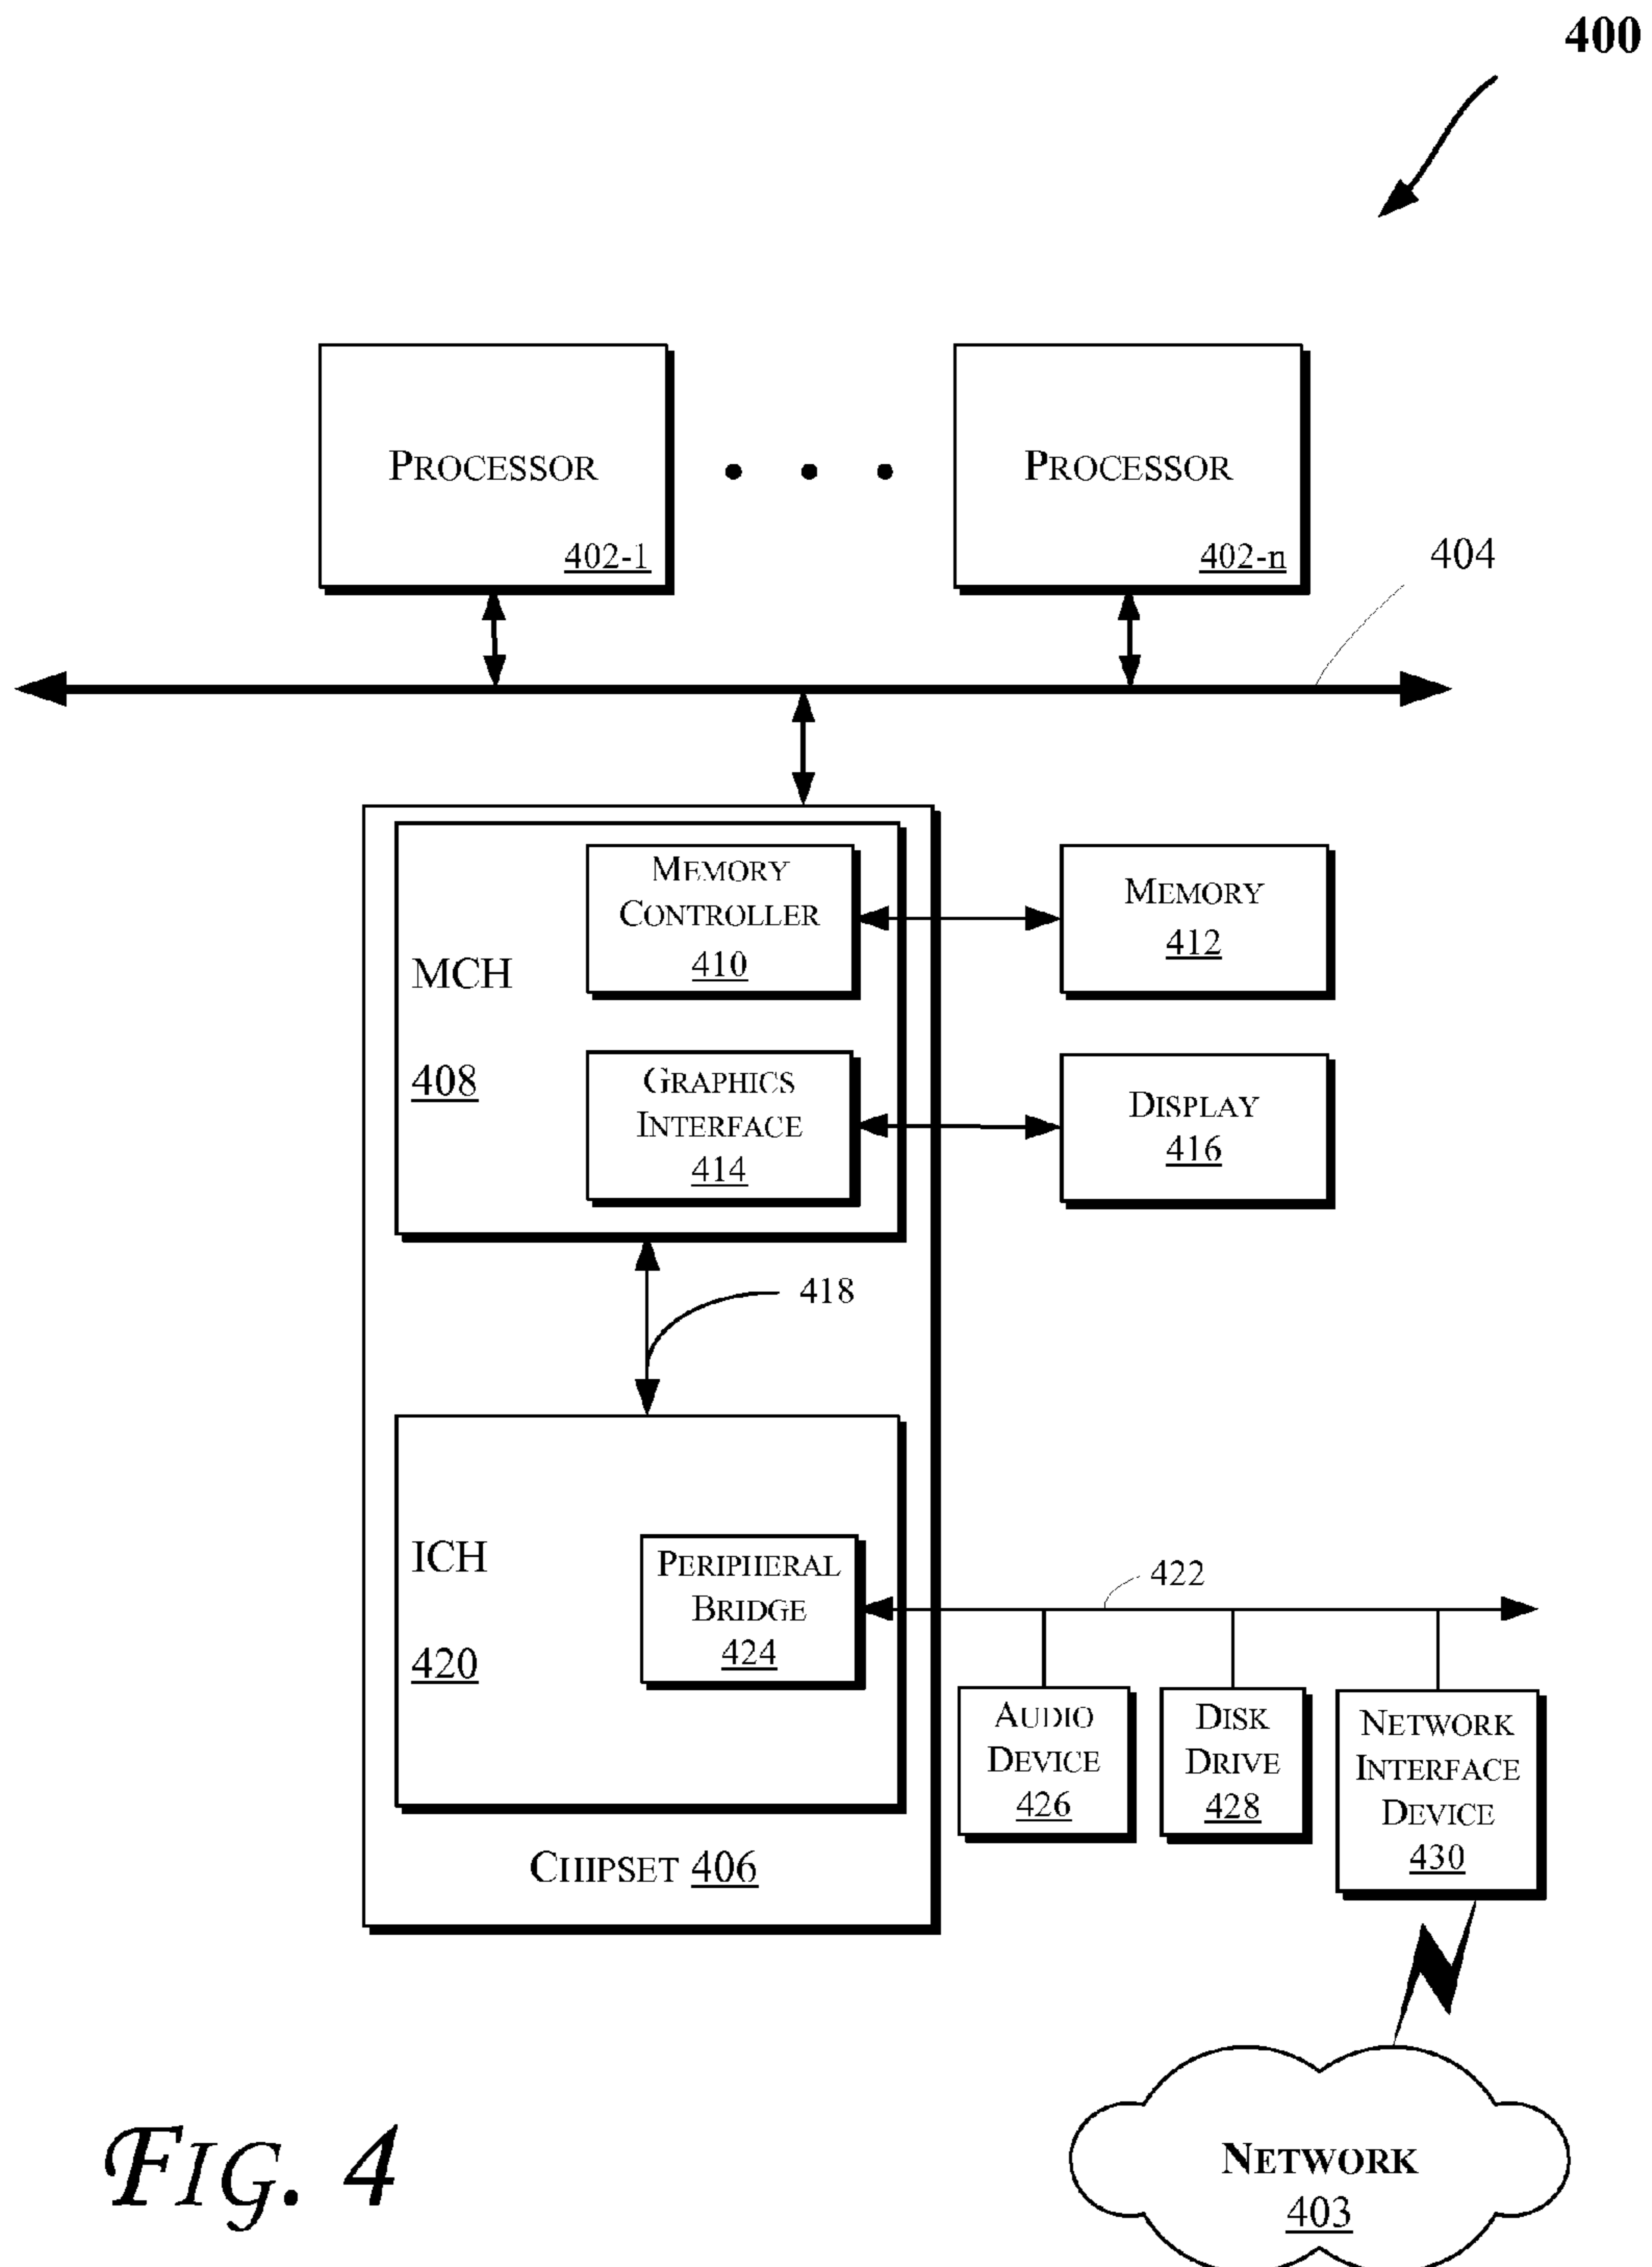 400
PROCESSOR
402-1
PROCESSOR
402-n
404
MEMORY
CONTROLLER
410
MEMORY
412
MCH
408
GRAPHICS
INTERFACE
414
DISPLAY
416
418
ICH
420
PERIPHERAL
BRIDGE
424
422
AUDIO
DEVICE
426
DISK
DRIVE
428
NETWORK
INTERFACE
DEVICE
430
CHIPSET 406
NETWORK
403
FIG. 4